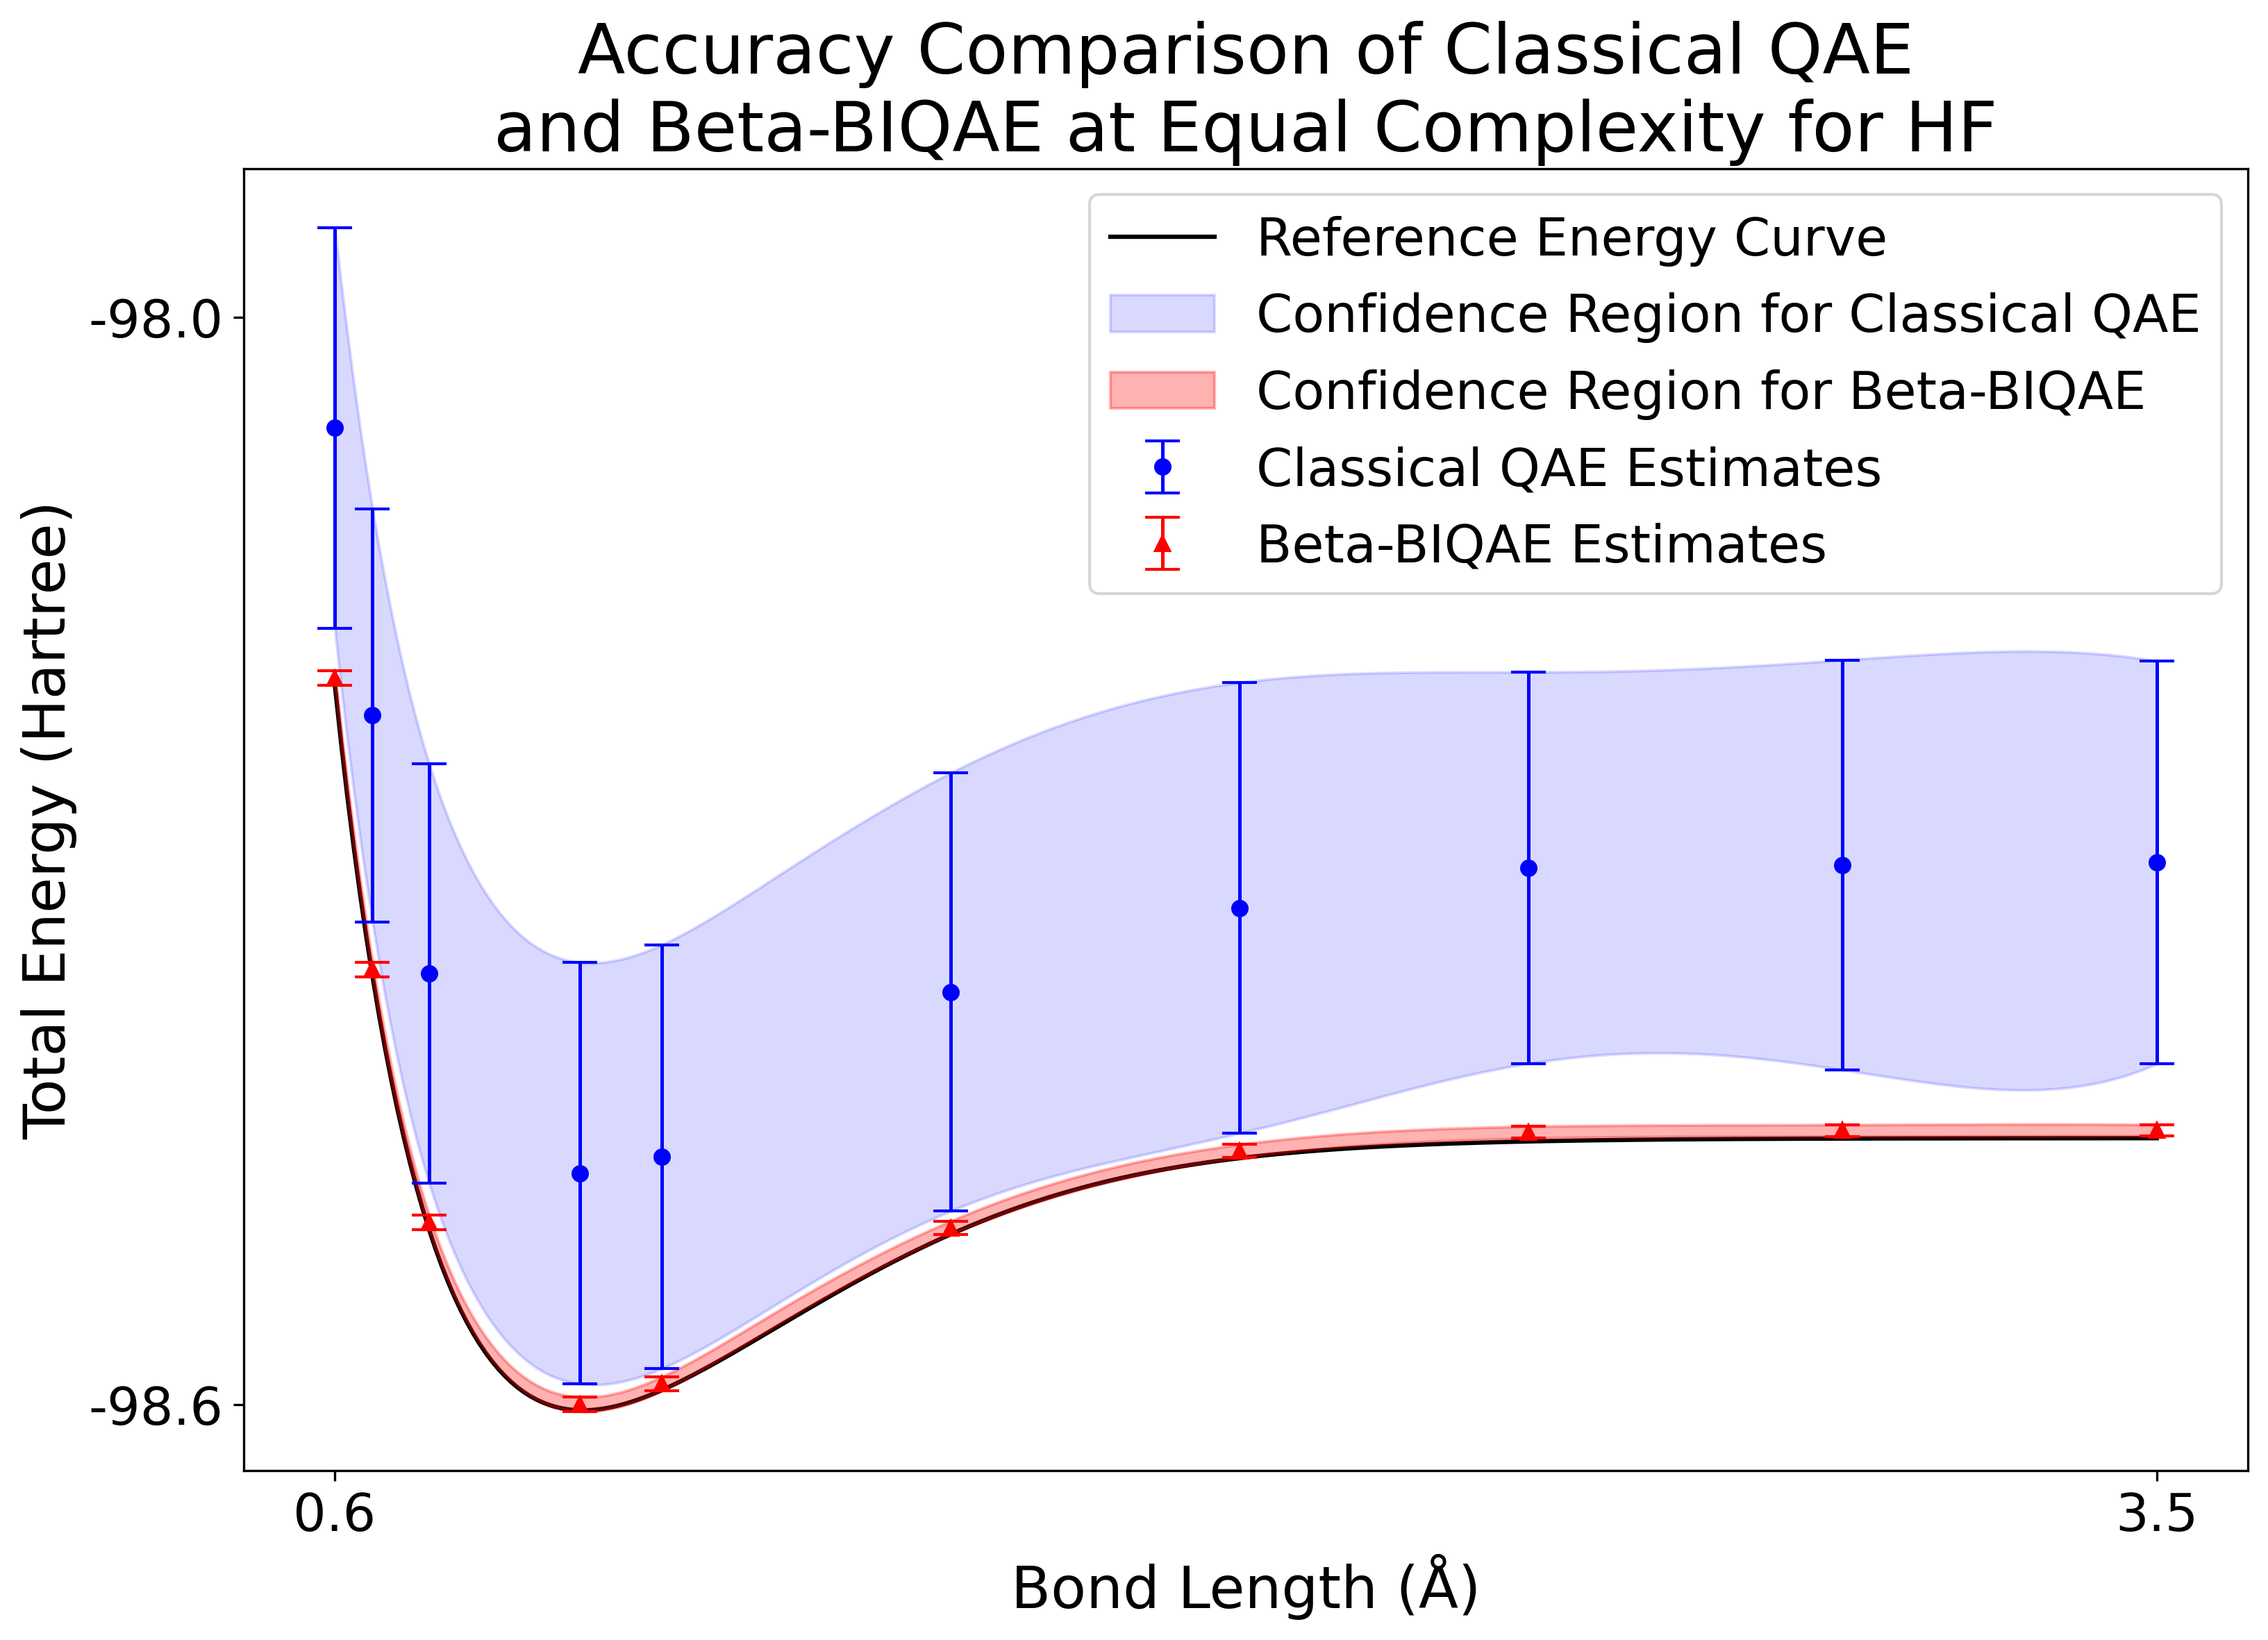 Accuracy Comparison of Classical QAE
and Beta-BIQAE at Equal Complexity for HF
Reference Energy Curve
Confidence Region for Classical QAE
Confidence Region for Beta-BIQAE
Classical QAE Estimates
Beta-BIQAE Estimates
Total Energy (Hartree)
-98.0
-98.6
0.6
3.5
Bond Length (Å)